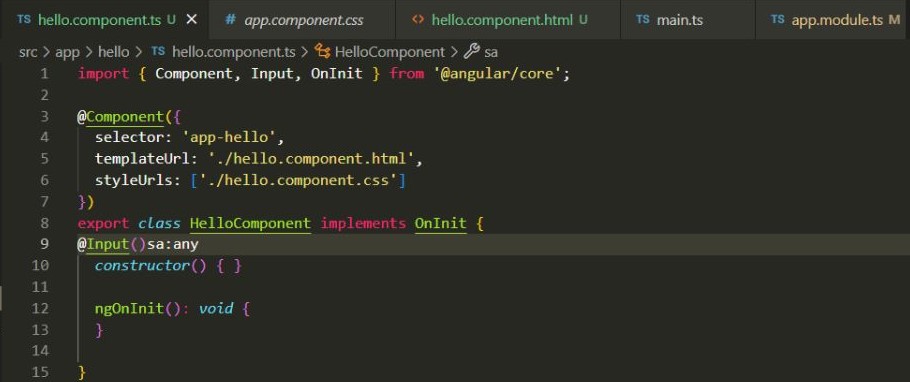 TS hello.component.ts U × # app.component.css <> hello.component.html U TS main.ts TS app.module.ts M
src > app > hello > TS hello.component.ts > HelloComponent > sa
1 import { Component, Input, OnInit } from '@angular/core';
2
3 @Component({
4 selector: 'app-hello',
5 templateUrl: './hello.component.html',
6 styleUrls: ['./hello.component.css']
7 })
8 export class HelloComponent implements OnInit {
9 @Input()sa:any
10 constructor() { }
11
12 ngOnInit(): void {
13 }
14
15 }